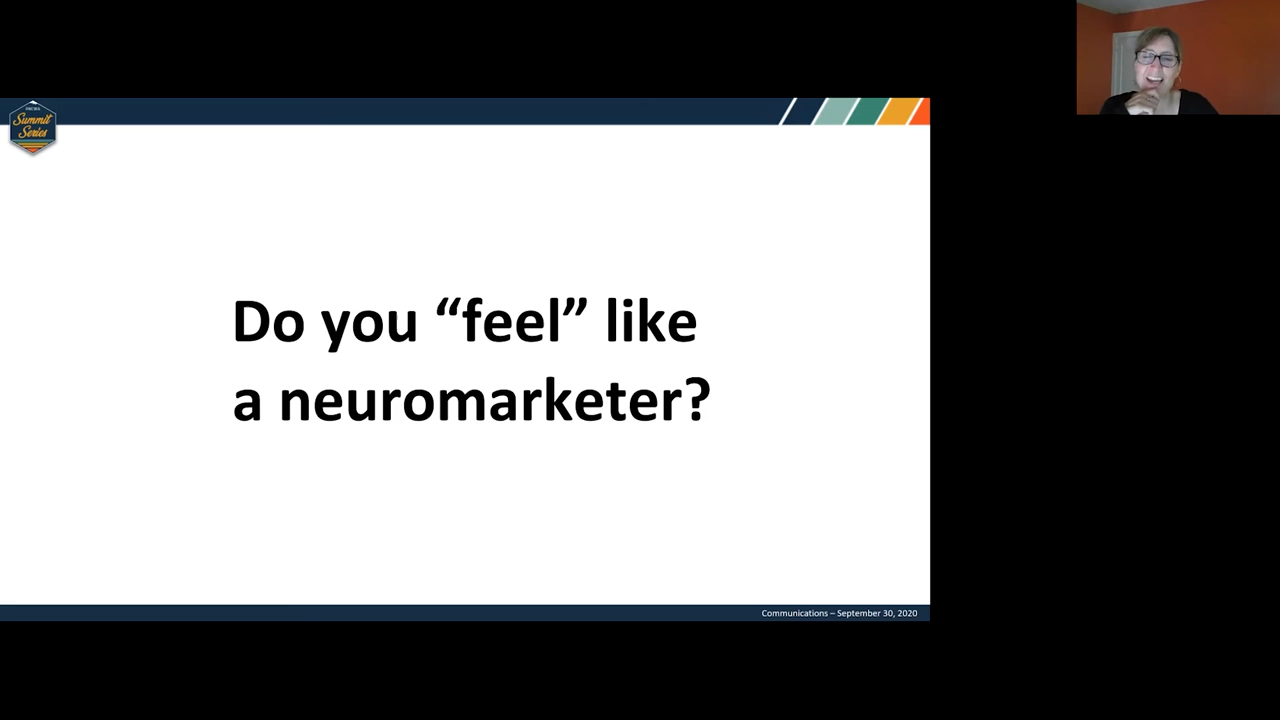 Summit
Series
Do you “feel” like
a neuromarketer?
Communications – September 30, 2020